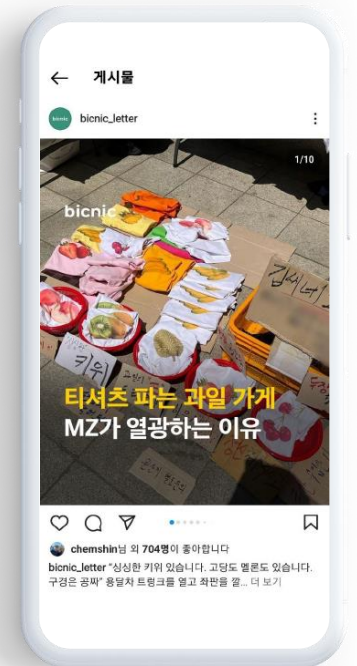 게시물
bicnic
bicnic_letter
1/10
bicnic
김씨네
키위
티셔츠 파는 과일 가게
MZ가 열광하는 이유
chemshin님 외 704명이 좋아합니다
bicnic_letter “싱싱한 키위 있습니다. 고당도 멜론도 있습니다.
구경은 공짜” 용달차 트렁크를 열고 좌판을 깔... 더 보기